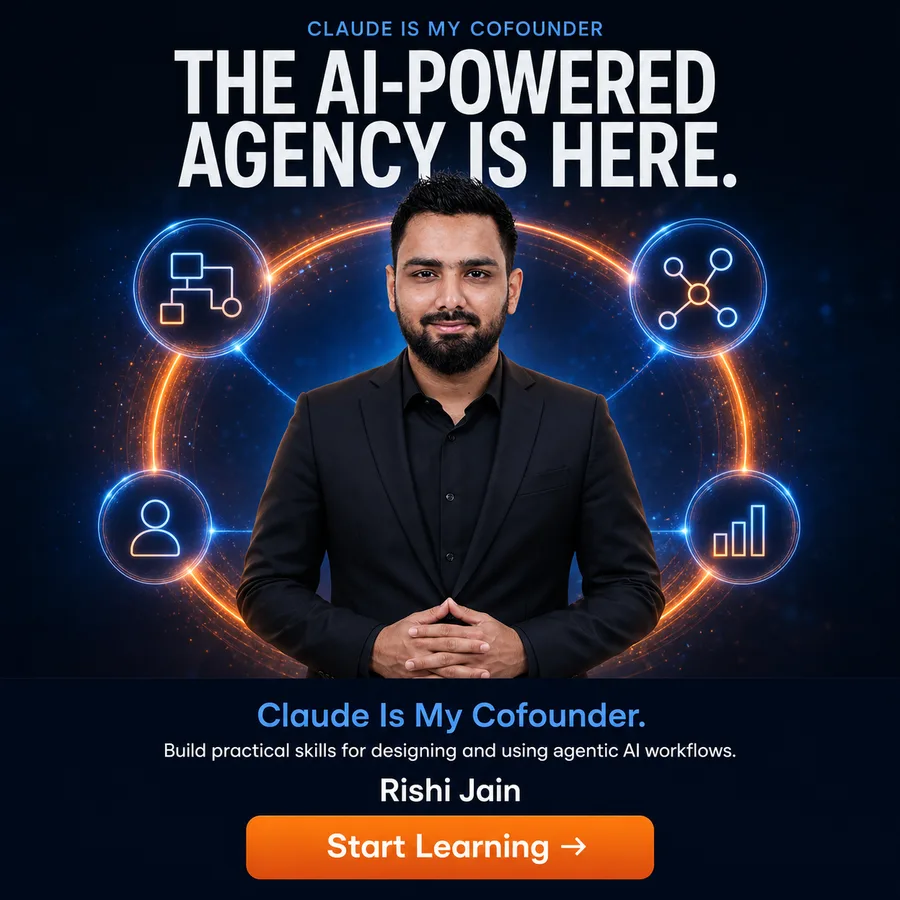 CLAUDE IS MY COFOUNDER
THE AI-POWERED
AGENCY IS HERE.
Claude Is My Cofounder.
Build practical skills for designing and using agentic AI workflows.
Rishi Jain
Start Learning →